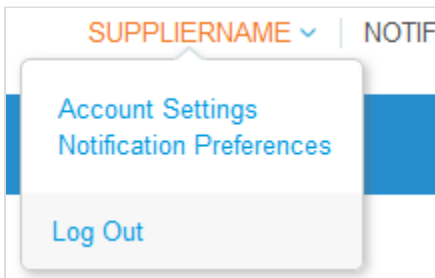 SUPPLIERNAME NOTIF
Account Settings
Notification Preferences
Log Out